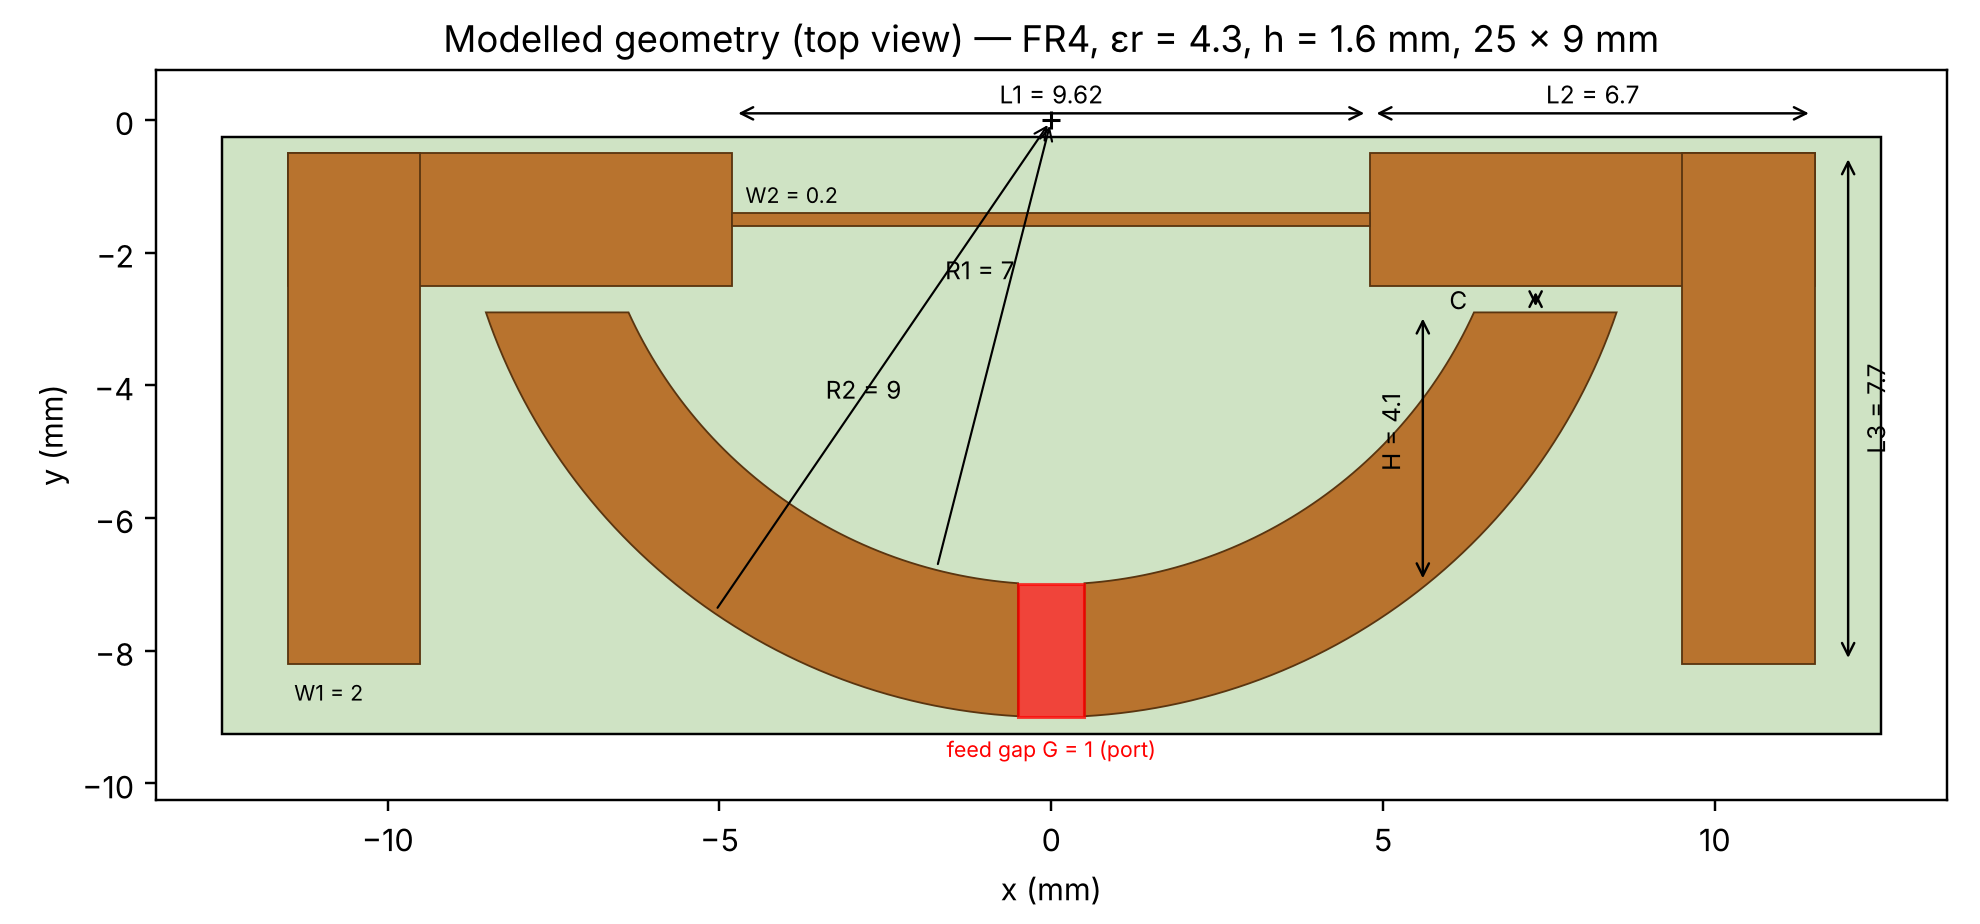 Modelled geometry (top view) — FR4, εr = 4.3, h = 1.6 mm, 25 × 9 mm
L1 = 9.62
L2 = 6.7
W2 = 0.2
R1 = 7
C
R2 = 9
H = 4.1
L3 = 7.7
W1 = 2
feed gap G = 1 (port)
0
−2
−4
−6
−8
−10
y (mm)
−10
−5
0
5
10
x (mm)